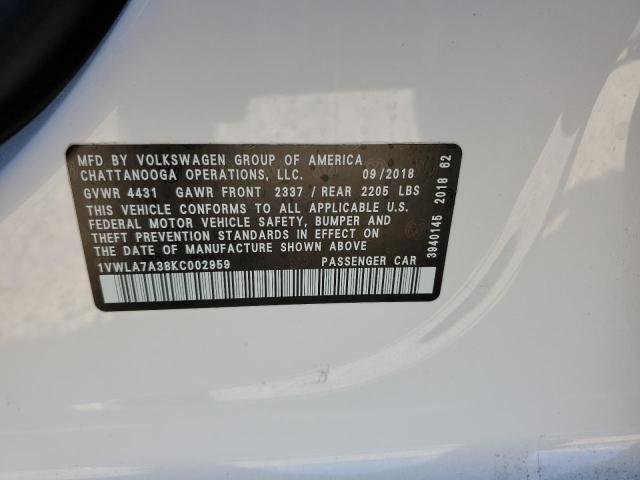 MFD BY VOLKSWAGEN GROUP OF AMERICA
CHATTANOOGA OPERATIONS, LLC. 09/2018
GVWR 4431 GAWR FRONT 2337 / REAR 2205 LBS
THIS VEHICLE CONFORMS TO ALL APPLICABLE U.S.
FEDERAL MOTOR VEHICLE SAFETY, BUMPER AND
THEFT PREVENTION STANDARDS IN EFFECT ON
THE DATE OF MANUFACTURE SHOWN ABOVE
1VWLA7A38KC002959 PASSENGER CAR
3940145 2018 62